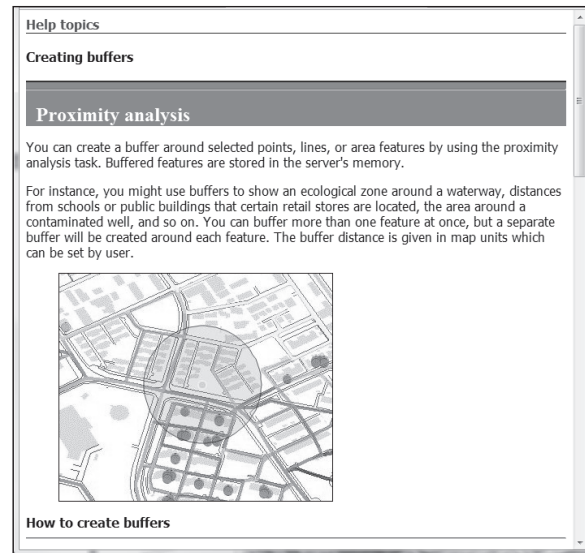 Help topics
Creating buffers
Proximity analysis
You can create a buffer around selected points, lines, or area features by using the proximity
analysis task. Buffered features are stored in the server's memory.
For instance, you might use buffers to show an ecological zone around a waterway, distances
from schools or public buildings that certain retail stores are located, the area around a
contaminated well, and so on. You can buffer more than one feature at once, but a separate
buffer will be created around each feature. The buffer distance is given in map units which
can be set by user.
How to create buffers